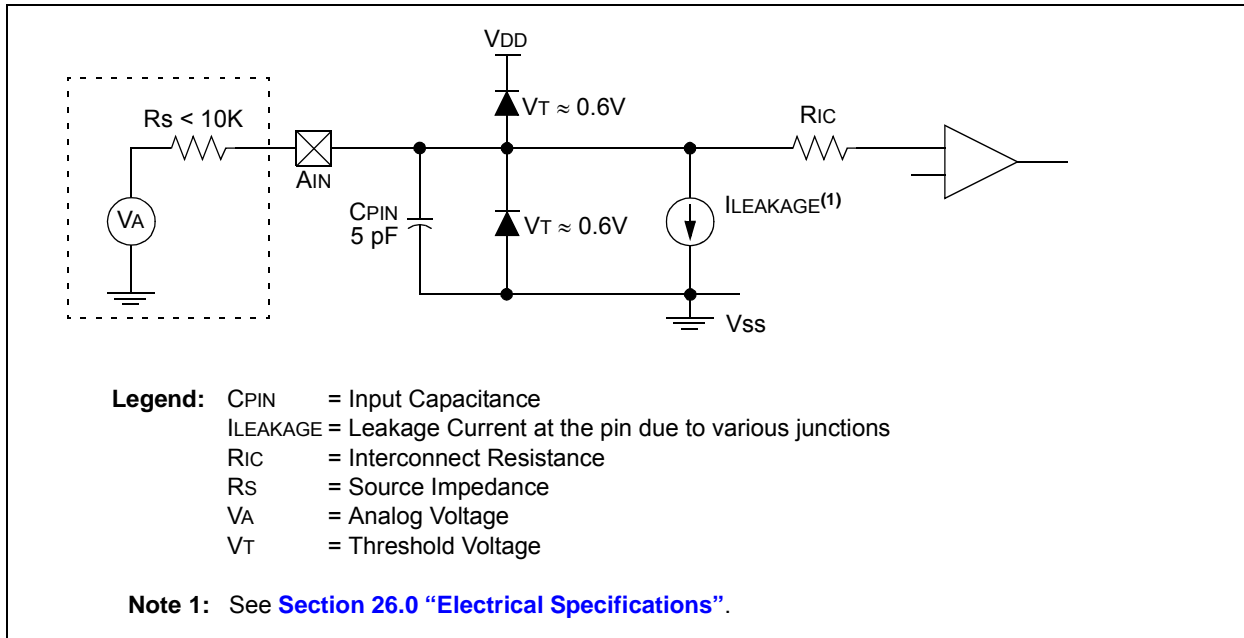 VDD
VT ≈ 0.6V
Rs < 10K
RIC
AIN
CPIN
5 pF
VT ≈ 0.6V
ILEAKAGE(1)
VA
Vss
Legend: CPIN = Input Capacitance
ILEAKAGE = Leakage Current at the pin due to various junctions
RIC = Interconnect Resistance
RS = Source Impedance
VA = Analog Voltage
VT = Threshold Voltage
Note 1: See Section 26.0 “Electrical Specifications”.